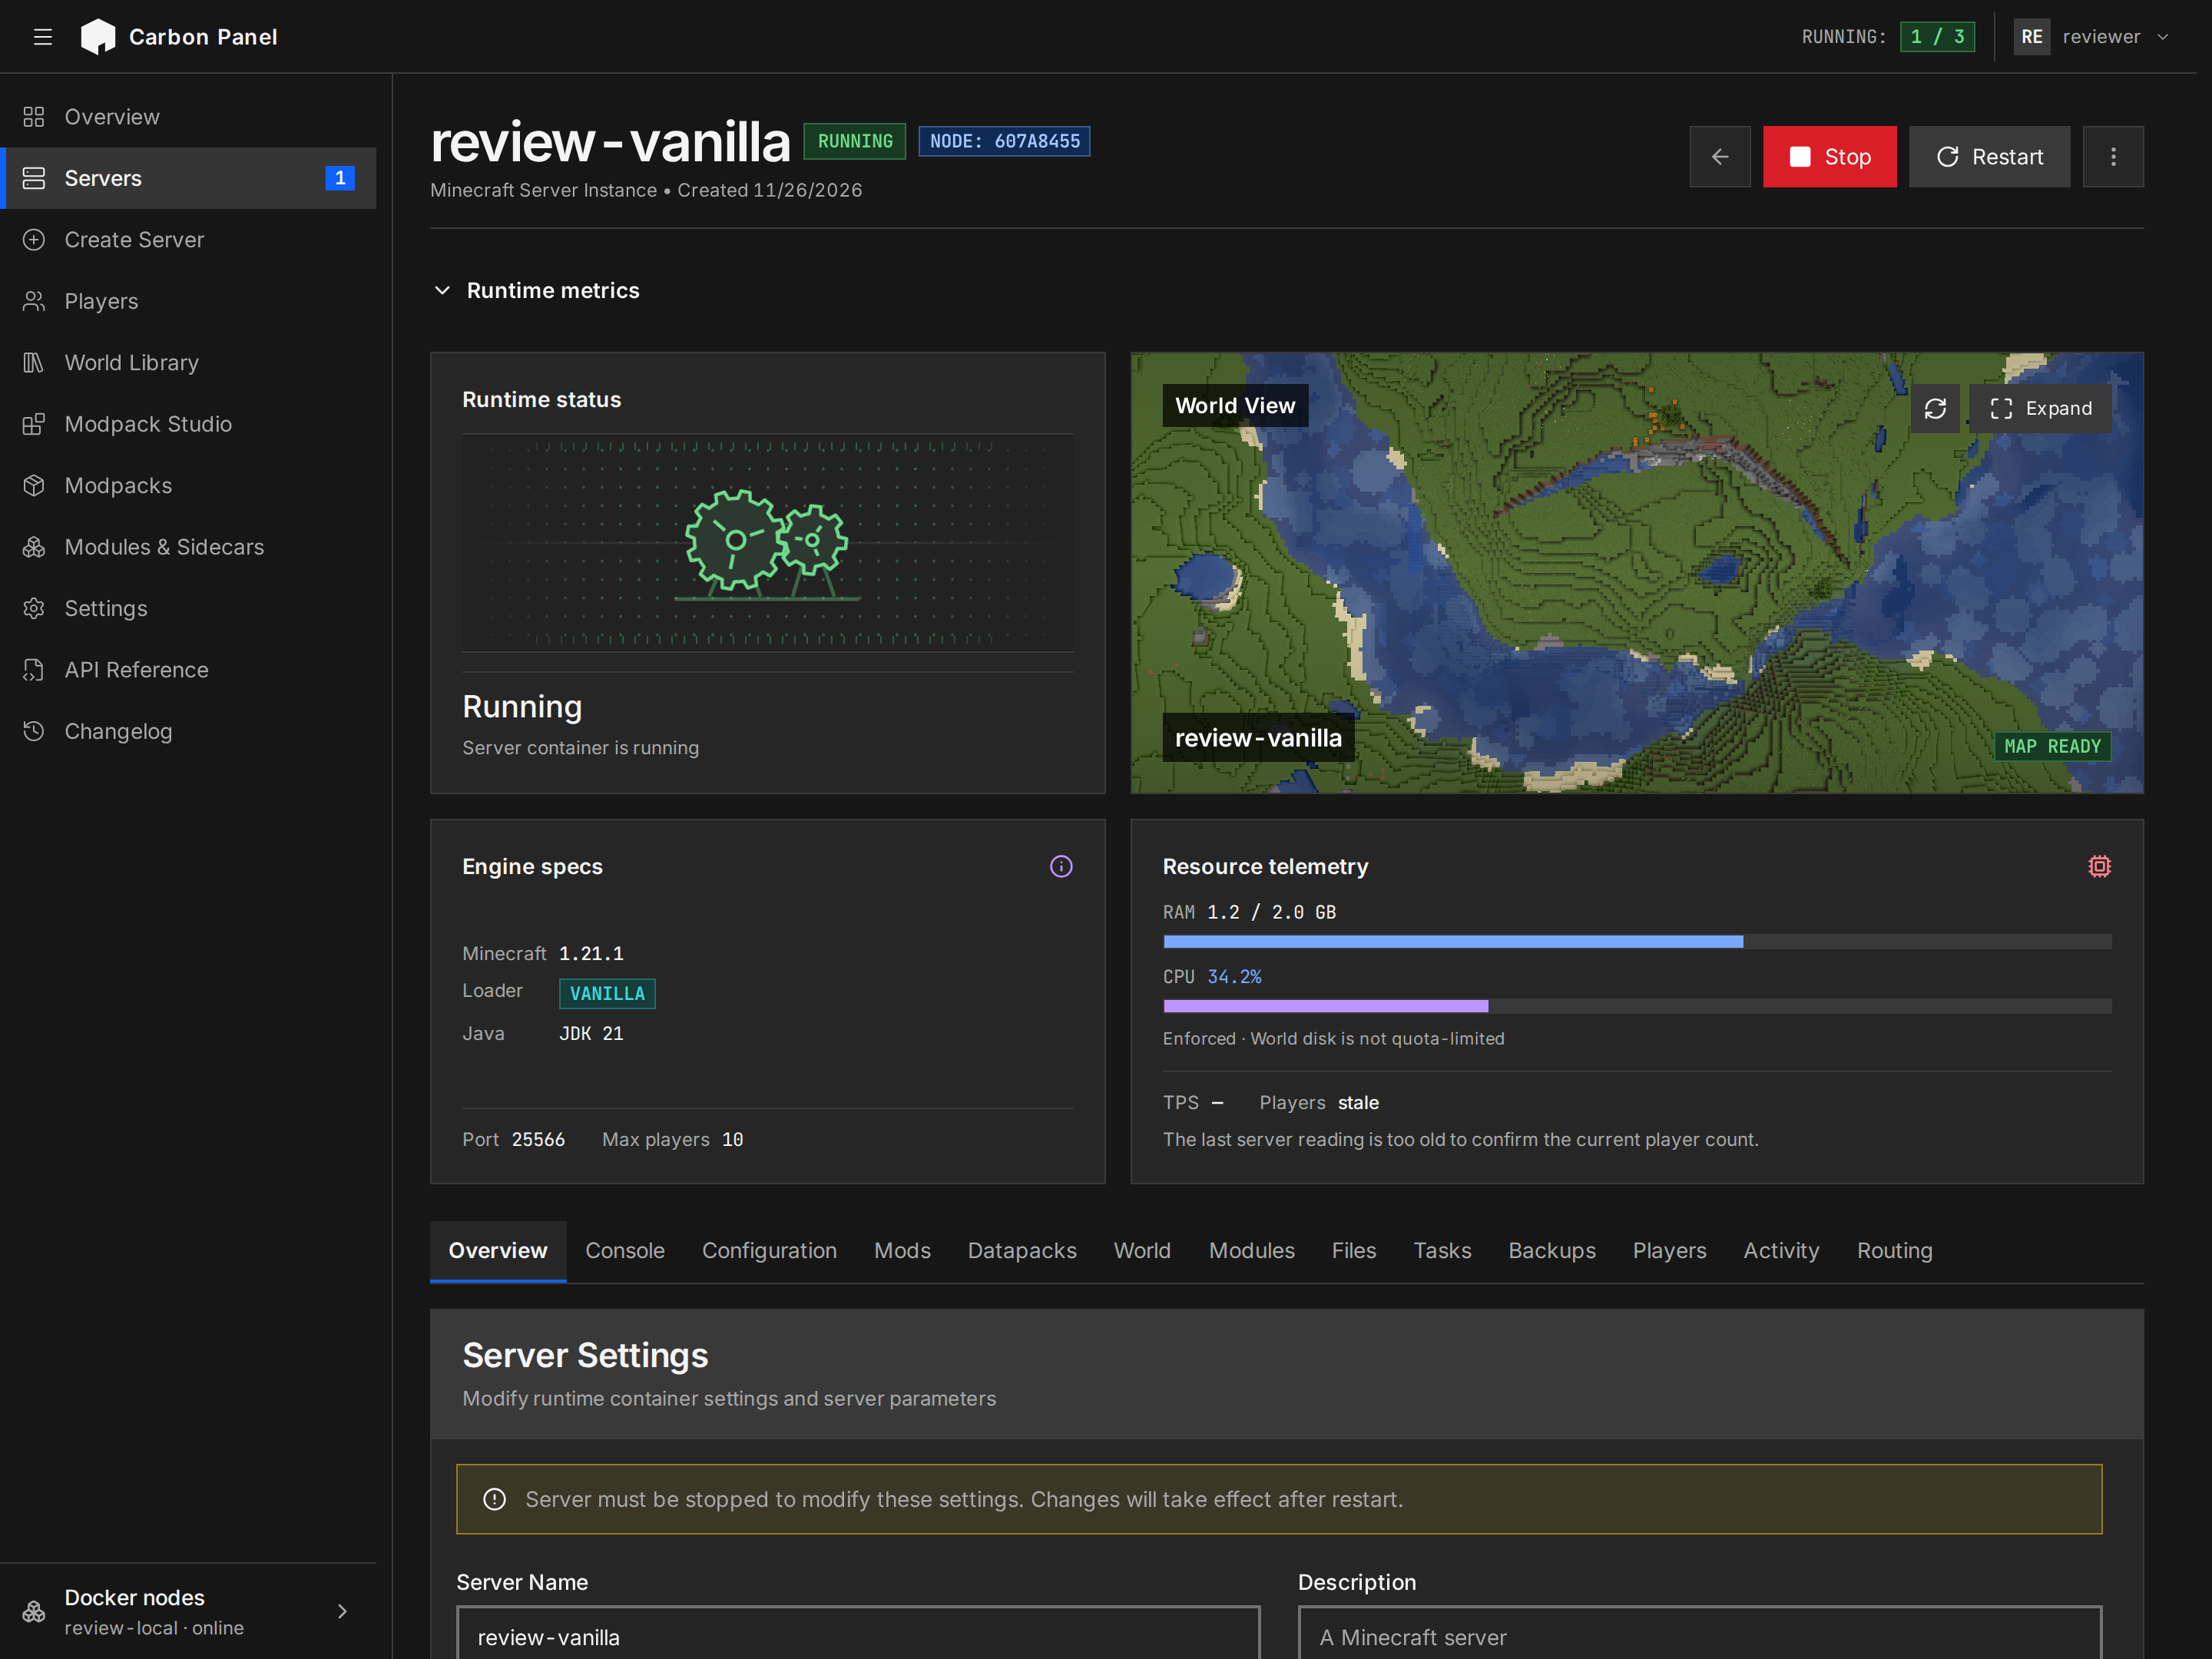 Carbon Panel
RUNNING: 1 / 3
RE reviewer
Overview
Servers 1
Create Server
Players
World Library
Modpack Studio
Modpacks
Modules & Sidecars
Settings
API Reference
Changelog
Docker nodes
review-local · online
review-vanilla RUNNING NODE: 607A8455
Minecraft Server Instance • Created 11/26/2026
Stop
Restart
Runtime metrics
Runtime status
Running
Server container is running
World View
Expand
review-vanilla
MAP READY
Engine specs
Minecraft 1.21.1
Loader VANILLA
Java JDK 21
Port 25566 Max players 10
Resource telemetry
RAM 1.2 / 2.0 GB
CPU 34.2%
Enforced · World disk is not quota-limited
TPS – Players stale
The last server reading is too old to confirm the current player count.
Overview Console Configuration Mods Datapacks World Modules Files Tasks Backups Players Activity Routing
Server Settings
Modify runtime container settings and server parameters
Server must be stopped to modify these settings. Changes will take effect after restart.
Server Name
review-vanilla
Description
A Minecraft server